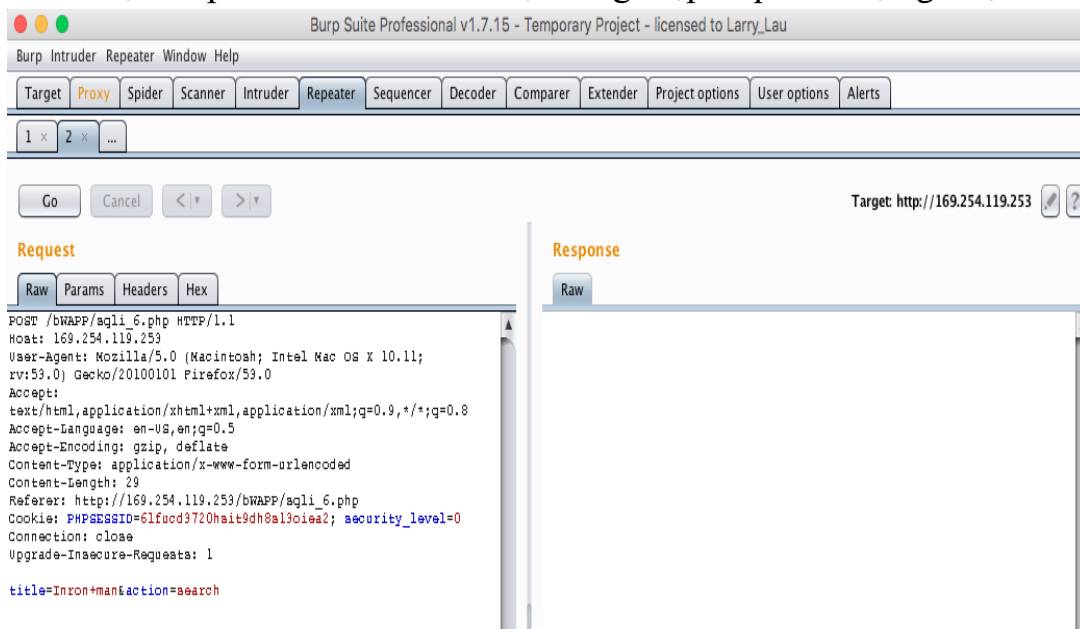 Burp Suite Professional v1.7.15 - Temporary Project - licensed to Larry_Lau
Burp Intruder Repeater Window Help
Target Proxy Spider Scanner Intruder Repeater Sequencer Decoder Comparer Extender Project options User options Alerts
1 × 2 × ...
Go Cancel < | ▾ > | ▾ Target: http://169.254.119.253 ?
Request Response
Raw Params Headers Hex Raw
POST /bWAPP/sqli_6.php HTTP/1.1
Host: 169.254.119.253
User-Agent: Mozilla/5.0 (Macintosh; Intel Mac OS X 10.11;
rv:53.0) Gecko/20100101 Firefox/53.0
Accept:
text/html,application/xhtml+xml,application/xml;q=0.9,*/*;q=0.8
Accept-Language: en-US,en;q=0.5
Accept-Encoding: gzip, deflate
Content-Type: application/x-www-form-urlencoded
Content-Length: 29
Referer: http://169.254.119.253/bWAPP/sqli_6.php
Cookie: PHPSESSID=6lfucd3720hait9dh8al3oiea2; security_level=0
Connection: close
Upgrade-Insecure-Requests: 1
title=Inron+man&action=search